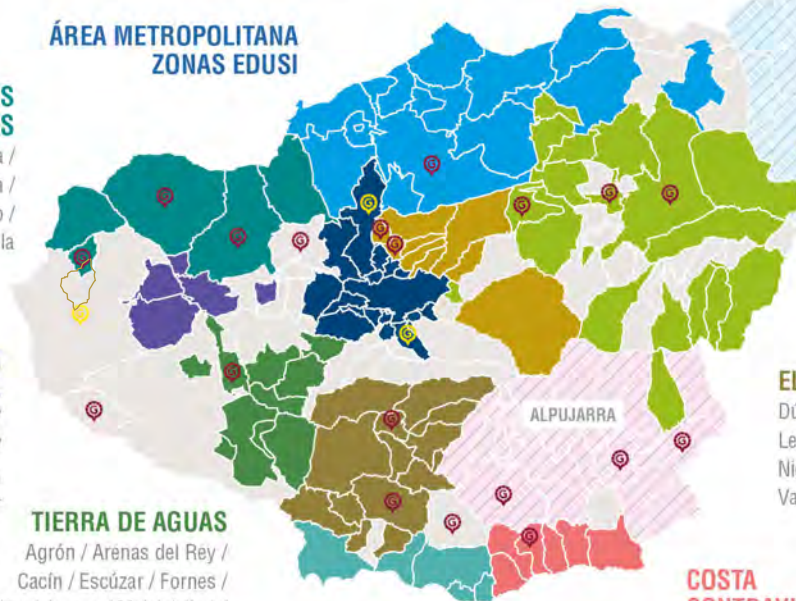 ÁREA METROPOLITANA
ZONAS EDUSI
S
S
a /
a /
o /
la
ALPUJARRA
El
Dú
Le
Va
TIERRA DE AGUAS
Agrón / Arenas del Rey /
Cacín / Escúzar / Fornes /
COSTA